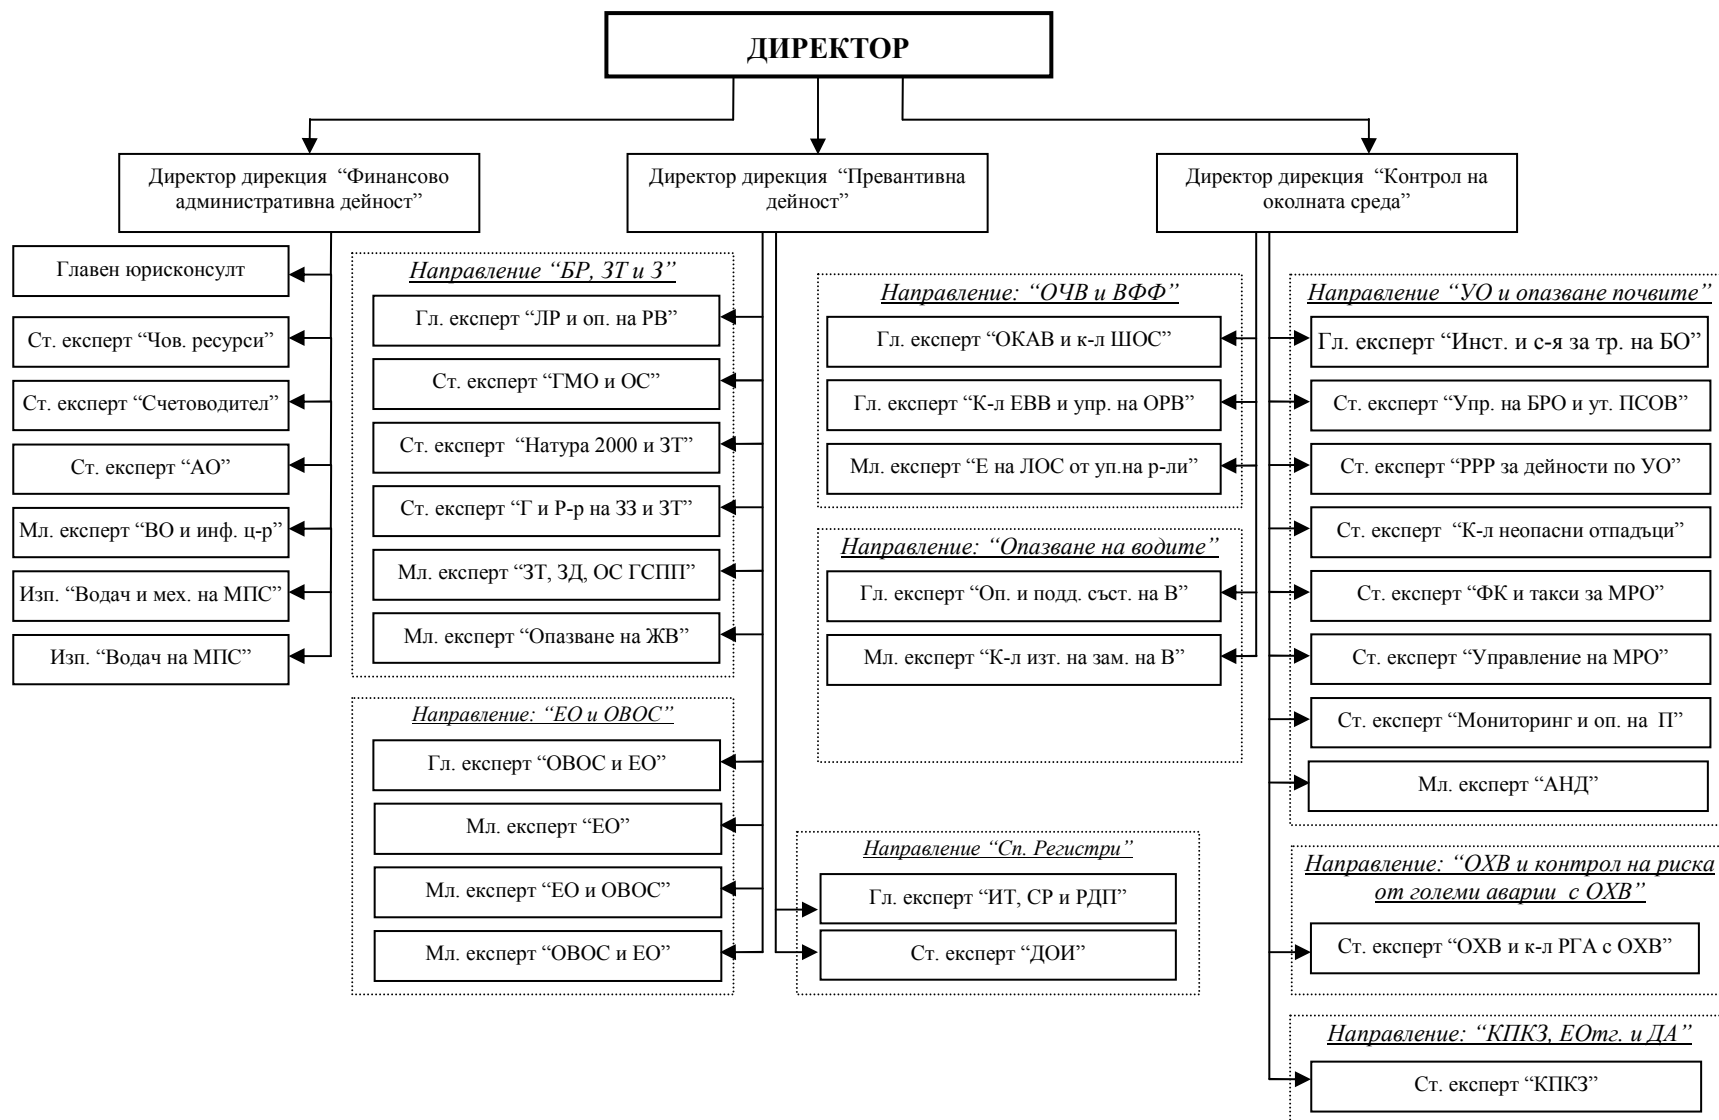 ДИРЕКТОР
Директор дирекция “Финансово
административна дейност”
Директор дирекция “Превантивна
дейност”
Директор дирекция “Контрол на
околната среда”
Главен юрисконсулт
Ст. експерт “Чов. ресурси”
Ст. експерт “Счетоводител”
Ст. експерт “АО”
Мл. експерт “ВО и инф. ц-р”
Изп. “Водач и мех. на МПС”
Изп. “Водач на МПС”
Направление “БР, ЗТ и З”
Гл. експерт “ЛР и оп. на РВ”
Ст. експерт “ГМО и ОС”
Ст. експерт “Натура 2000 и ЗТ”
Ст. експерт “Г и Р-р на ЗЗ и ЗТ”
Мл. експерт “ЗТ, ЗД, ОС ГСПП”
Мл. експерт “Опазване на ЖВ”
Направление: “ЕО и ОВОС”
Гл. експерт “ОВОС и ЕО”
Мл. експерт “ЕО”
Мл. експерт “ЕО и ОВОС”
Мл. експерт “ОВОС и ЕО”
Направление “Сп. Регистри”
Гл. експерт “ИТ, СР и РДП”
Ст. експерт “ДОИ”
Направление: “ОЧВ и ВФФ”
Гл. експерт “ОКАВ и к-л ШОС”
Гл. експерт “К-л ЕВВ и упр. на ОРВ”
Мл. експерт “Е на ЛОС от уп.на р-ли”
Направление: “Опазване на водите”
Гл. експерт “Оп. и подд. съст. на В”
Мл. експерт “К-л изт. на зам. на В”
Направление “УО и опазване почвите”
Гл. експерт “Инст. и с-я за тр. на БО”
Ст. експерт “Упр. на БРО и ут. ПСОВ”
Ст. експерт “РРР за дейности по УО”
Ст. експерт “К-л неопасни отпадъци”
Ст. експерт “ФК и такси за МРО”
Ст. експерт “Управление на МРО”
Ст. експерт “Мониторинг и оп. на П”
Мл. експерт “АНД”
Направление: “ОХВ и контрол на риска
от големи аварии с ОХВ”
Ст. експерт “ОХВ и к-л РГА с ОХВ”
Направление: “КПКЗ, ЕОтг. и ДА”
Ст. експерт “КПКЗ”